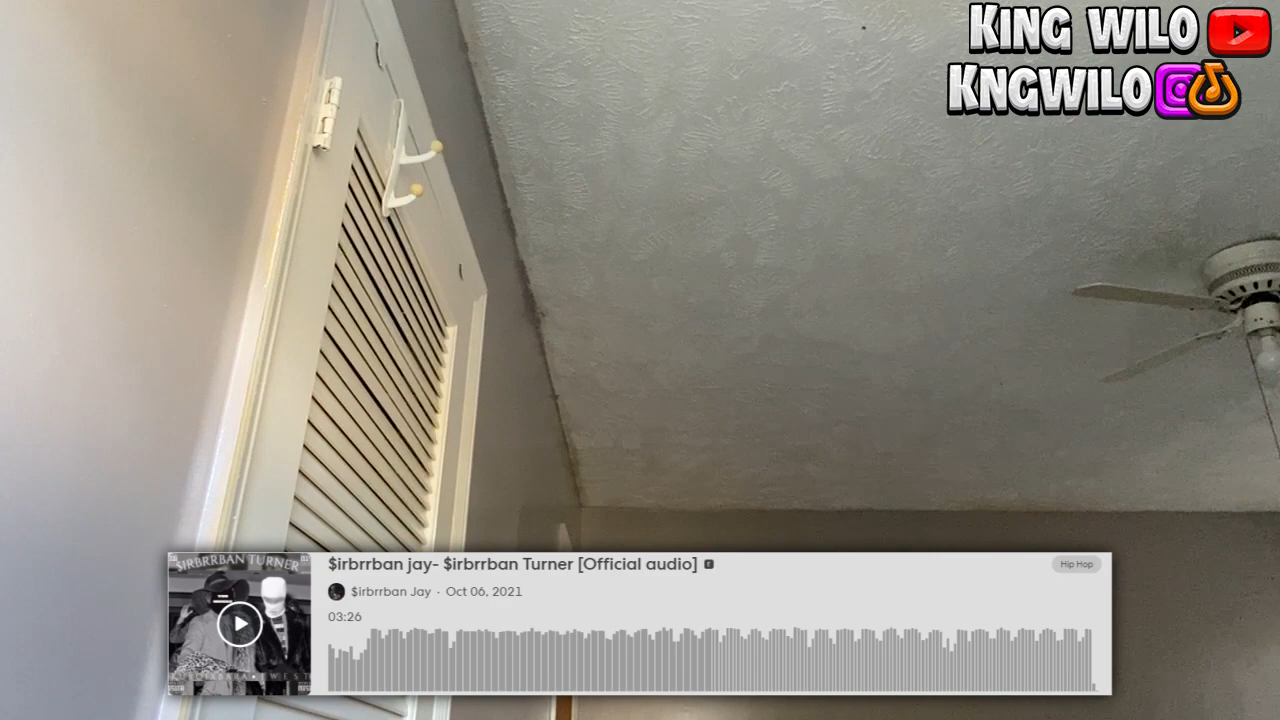 KING WILO
KNGWILO
$irbrrban jay- $irbrrban Turner [Official audio] E
Hip Hop
$irbrrban Jay · Oct 06, 2021
03:26
$IRBRRBAN TURNER